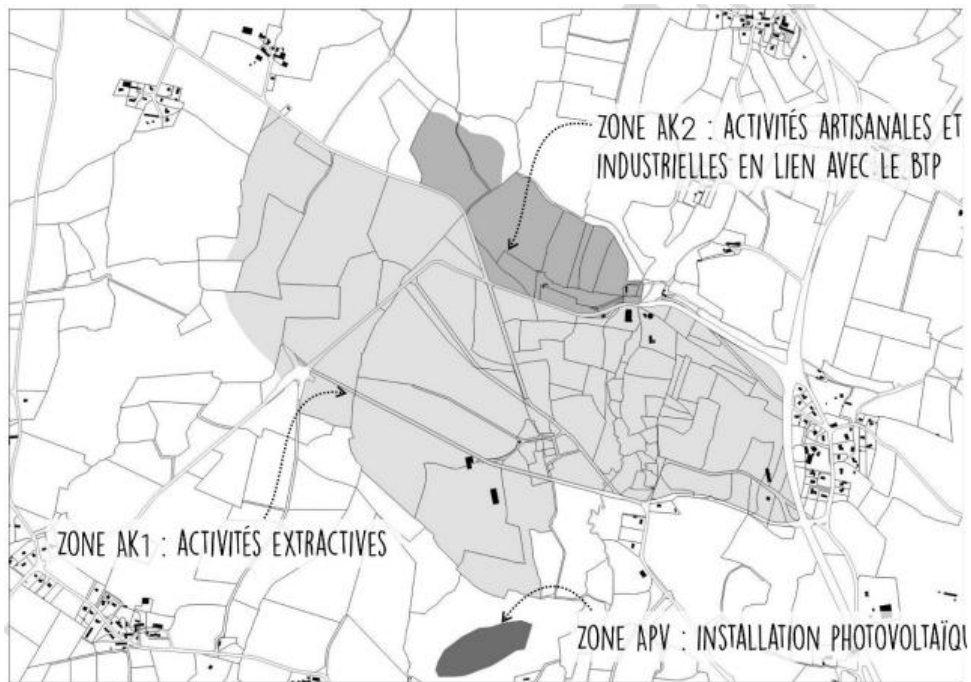 ZONE AK2 : ACTIVITÉS ARTISANALES ET
INDUSTRIELLES EN LIEN AVEC LE BTP
ZONE AK1 : ACTIVITÉS EXTRACTIVES
ZONE APV : INSTALLATION PHOTOVOLTAÏQU